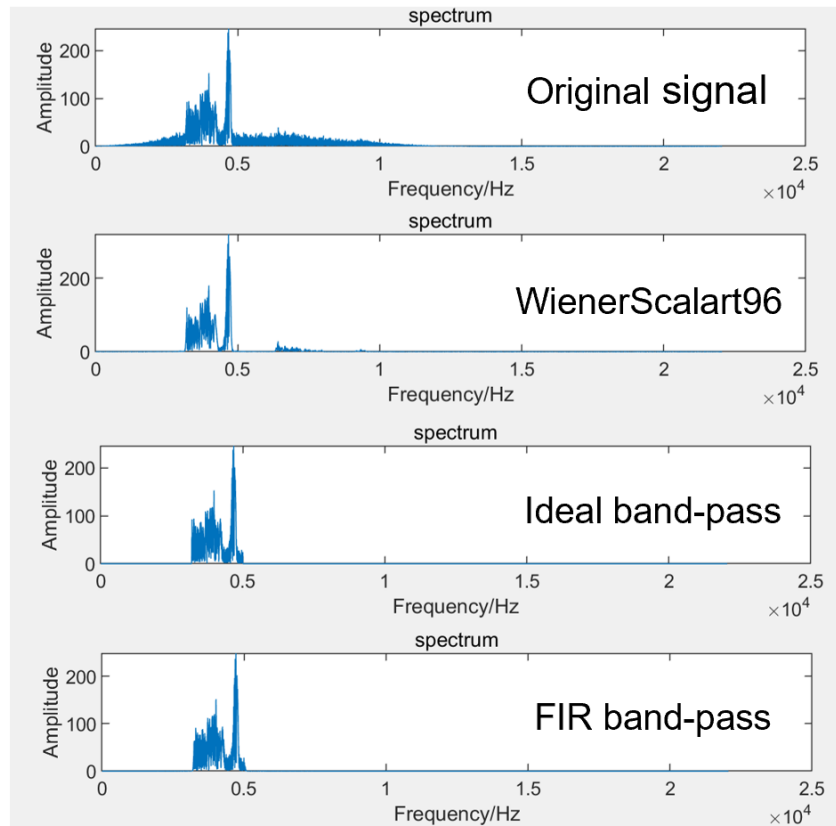 spectrum
Amplitude
200
100
0
Original signal
0 0.5 1 1.5 2 2.5
Frequency/Hz
×10⁴
spectrum
Amplitude
200
0
WienerScalart96
0 0.5 1 1.5 2 2.5
Frequency/Hz
×10⁴
spectrum
Amplitude
200
100
0
Ideal band-pass
0 0.5 1 1.5 2 2.5
Frequency/Hz
×10⁴
spectrum
Amplitude
200
100
0
FIR band-pass
0 0.5 1 1.5 2 2.5
Frequency/Hz
×10⁴